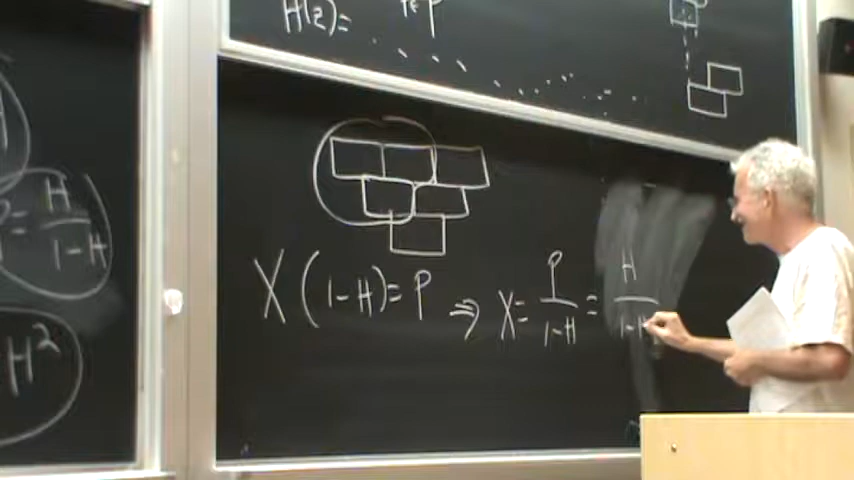 H(z)=
P∈P
P = H/1-H
H²
X(1-H)=P ⇒ X= P/1-H = H/1-H